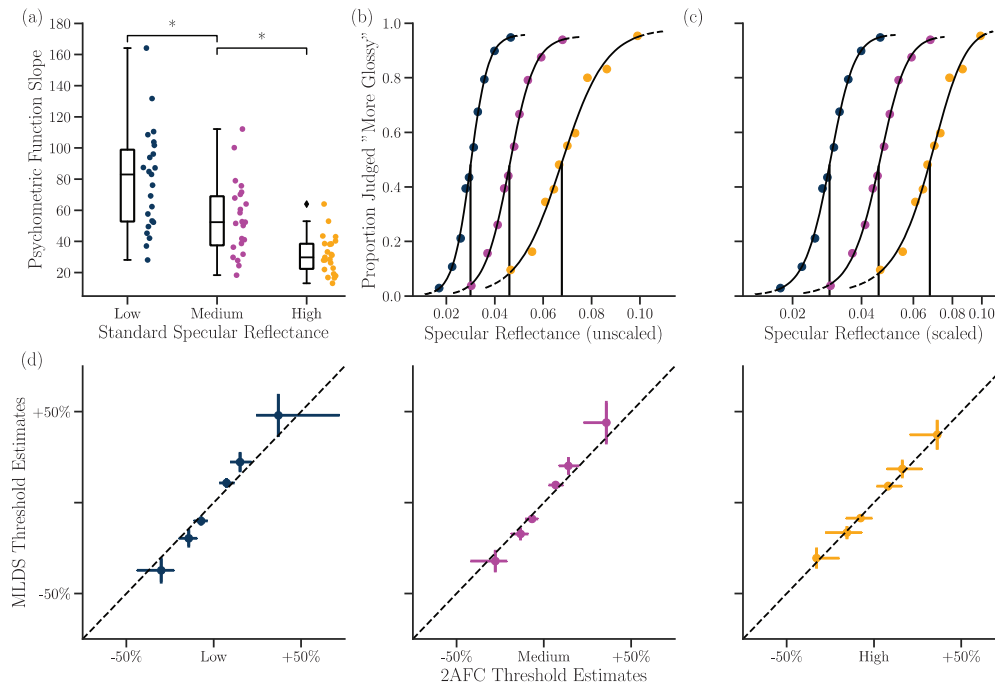 (a)
Psychometric Function Slope
180
160
140
120
100
80
60
40
20
*
*
Low
Medium
High
Standard Specular Reflectance
(b)
Proportion Judged "More Glossy"
1.0
0.8
0.6
0.4
0.2
0.0
0.02
0.04
0.06
0.08
0.10
Specular Reflectance (unscaled)
(c)
0.02
0.04
0.06
0.08
0.10
Specular Reflectance (scaled)
(d)
MLDS Threshold Estimates
+50%
-50%
-50%
Low
+50%
-50%
Medium
+50%
2AFC Threshold Estimates
-50%
High
+50%